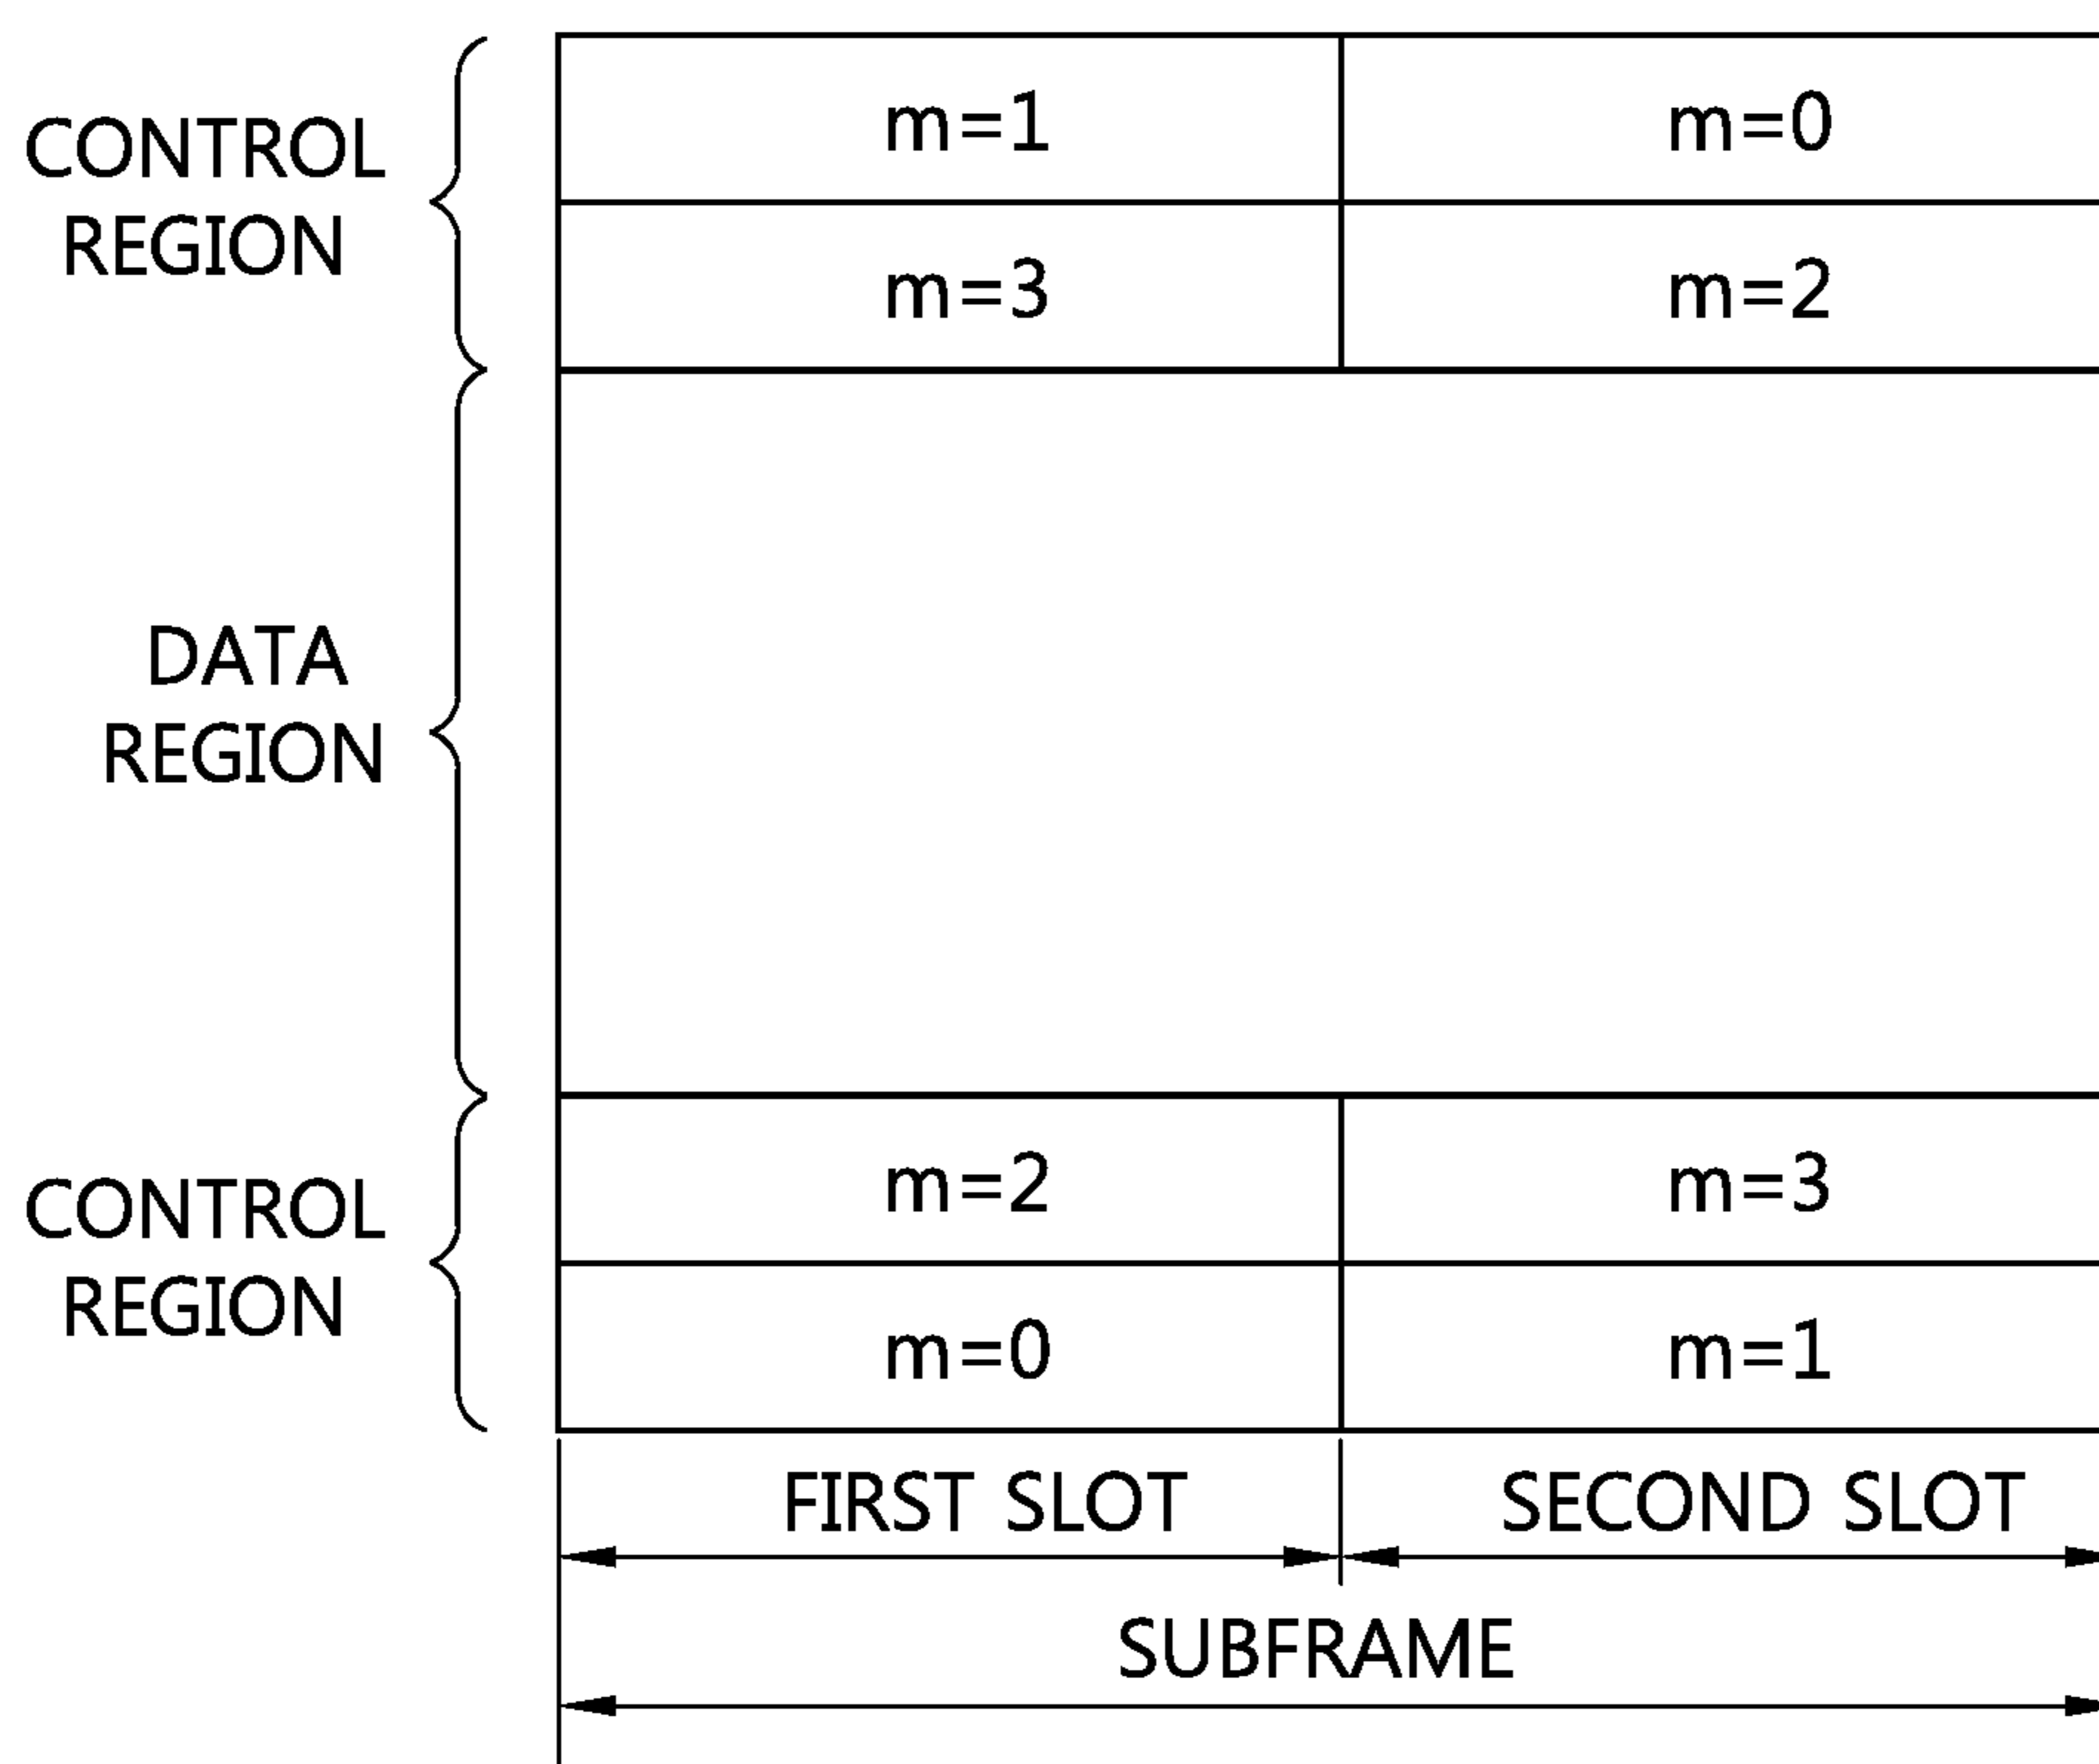 CONTROL
REGION
m=1
m=0
m=3
m=2
DATA
REGION
CONTROL
REGION
m=2
m=3
m=0
m=1
FIRST SLOT
SECOND SLOT
SUBFRAME